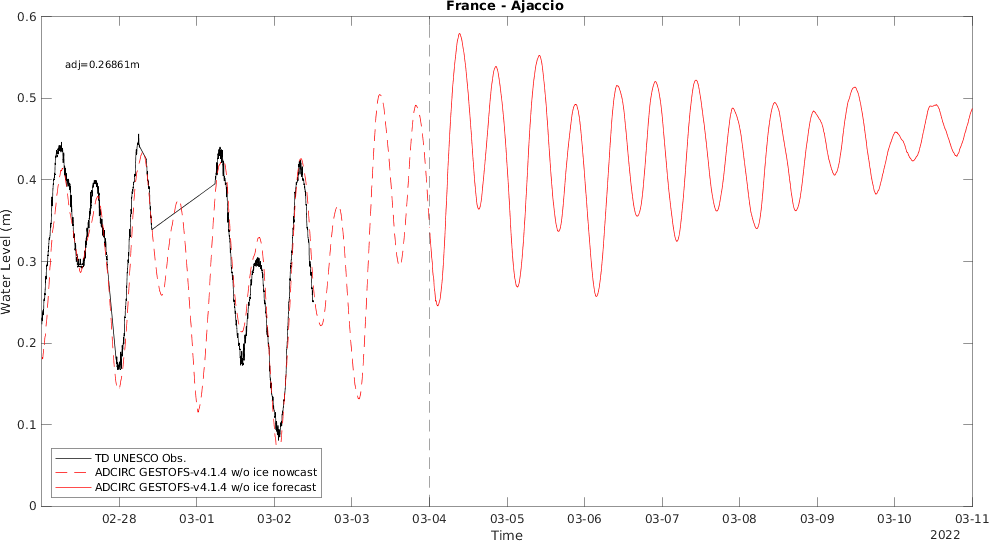 France - Ajaccio
adj=0.26861m
0.6
0.5
0.4
0.3
0.2
0.1
0
Water Level (m)
TD UNESCO Obs.
ADCIRC GESTOFS-v4.1.4 w/o ice nowcast
ADCIRC GESTOFS-v4.1.4 w/o ice forecast
02-28 03-01 03-02 03-03 03-04 03-05 03-06 03-07 03-08 03-09 03-10 03-11
Time
2022